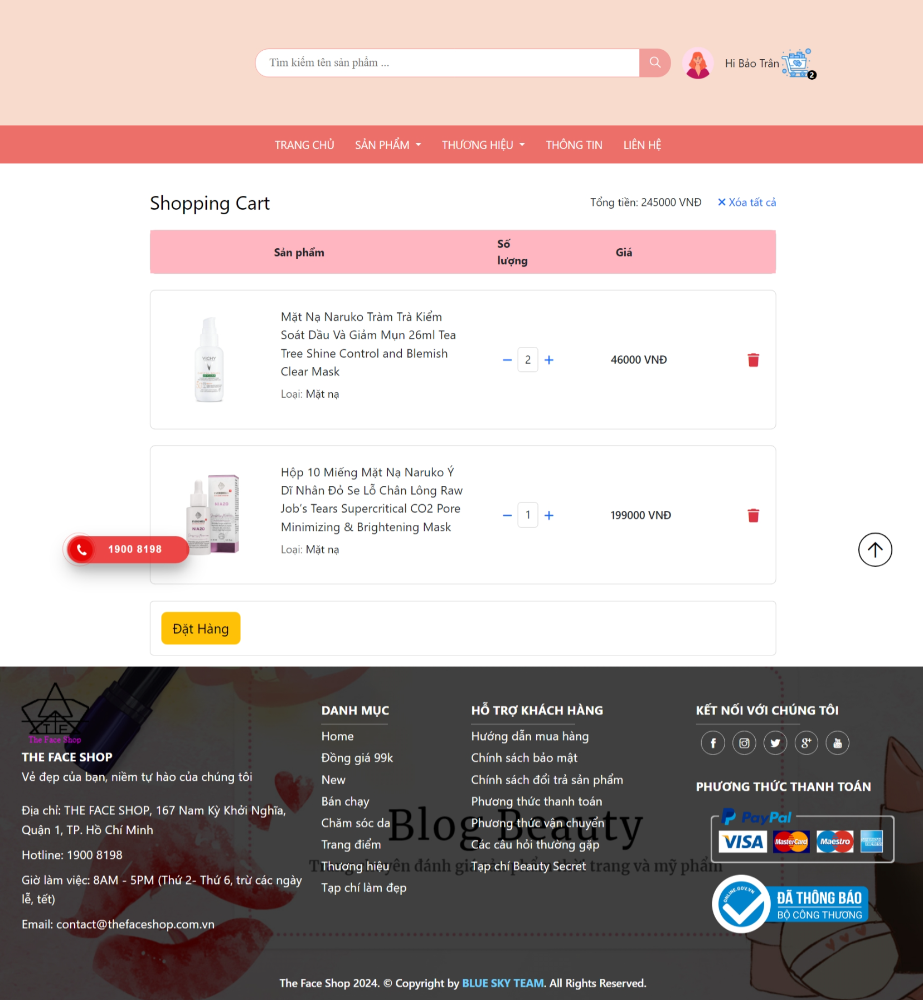 Tìm kiếm tên sản phẩm ...
Hi Bảo Trân
2
TRANG CHỦ
SẢN PHẨM
THƯƠNG HIỆU
THÔNG TIN
LIÊN HỆ
Shopping Cart
Tổng tiền: 245000 VNĐ
Xóa tất cả
Sản phẩm
Số
lượng
Giá
VICHY
Mặt Nạ Naruko Tràm Trà Kiểm
Soát Dầu Và Giảm Mụn 26ml Tea
Tree Shine Control and Blemish
Clear Mask
Loại: Mặt nạ
2
46000 VNĐ
NIA20
NIA20
Hộp 10 Miếng Mặt Nạ Naruko Ý
Dĩ Nhân Đỏ Se Lỗ Chân Lông Raw
Job's Tears Supercritical CO2 Pore
Minimizing & Brightening Mask
Loại: Mặt nạ
1
199000 VNĐ
1900 8198
Đặt Hàng
TF
The Face Shop
THE FACE SHOP
Vẻ đẹp của bạn, niềm tự hào của chúng tôi
Địa chỉ: THE FACE SHOP, 167 Nam Kỳ Khởi Nghĩa,
Quận 1, TP. Hồ Chí Minh
Hotline: 1900 8198
Giờ làm việc: 8AM - 5PM (Thứ 2- Thứ 6, trừ các ngày
lễ, tết)
Email: contact@thefaceshop.com.vn
DANH MỤC
Home
Đồng giá 99k
New
Bán chạy
Chăm sóc da
Trang điểm
Thương hiệu
Tạp chí làm đẹp
HỖ TRỢ KHÁCH HÀNG
Hướng dẫn mua hàng
Chính sách bảo mật
Chính sách đổi trả sản phẩm
Phương thức thanh toán
Phương thức vận chuyển
Các câu hỏi thường gặp
Tạp chí Beauty Secret
Blog Beauty
trang và mỹ phẩm
KẾT NỐI VỚI CHÚNG TÔI
PHƯƠNG THỨC THANH TOÁN
PayPal
VISA
MasterCard
Maestro
AMERICAN
EXPRESS
ONLINE.GOV.VN
ĐÃ THÔNG BÁO
BỘ CÔNG THƯƠNG
The Face Shop 2024. © Copyright by BLUE SKY TEAM. All Rights Reserved.